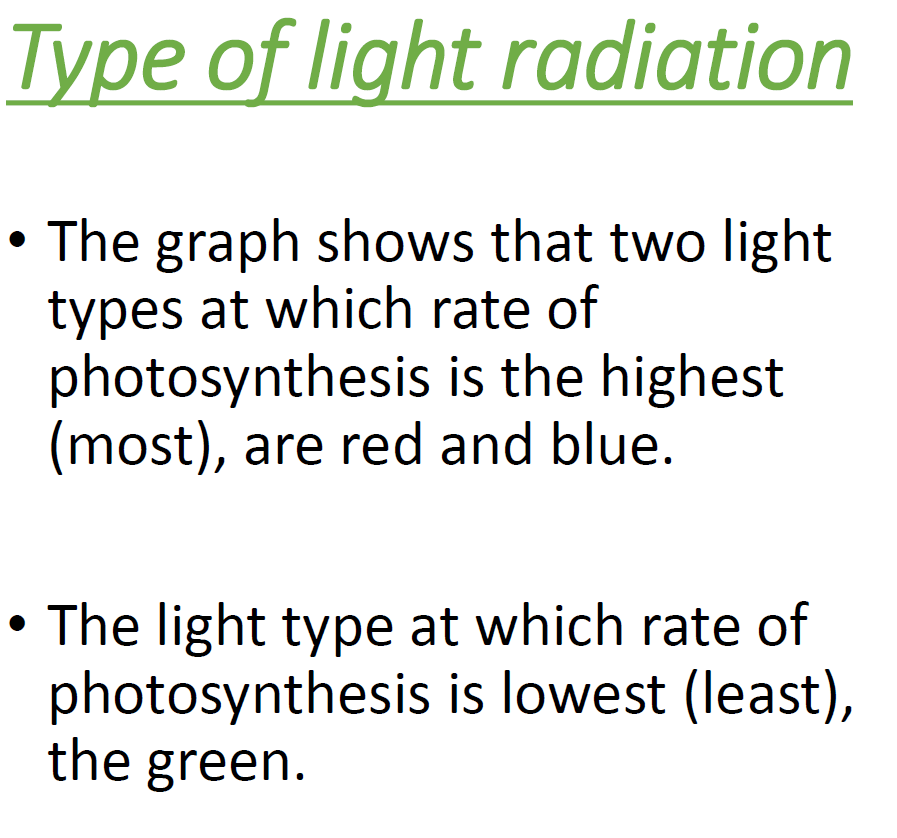 Type of light radiation
• The graph shows that two light
types at which rate of
photosynthesis is the highest
(most), are red and blue.
• The light type at which rate of
photosynthesis is lowest (least),
the green.